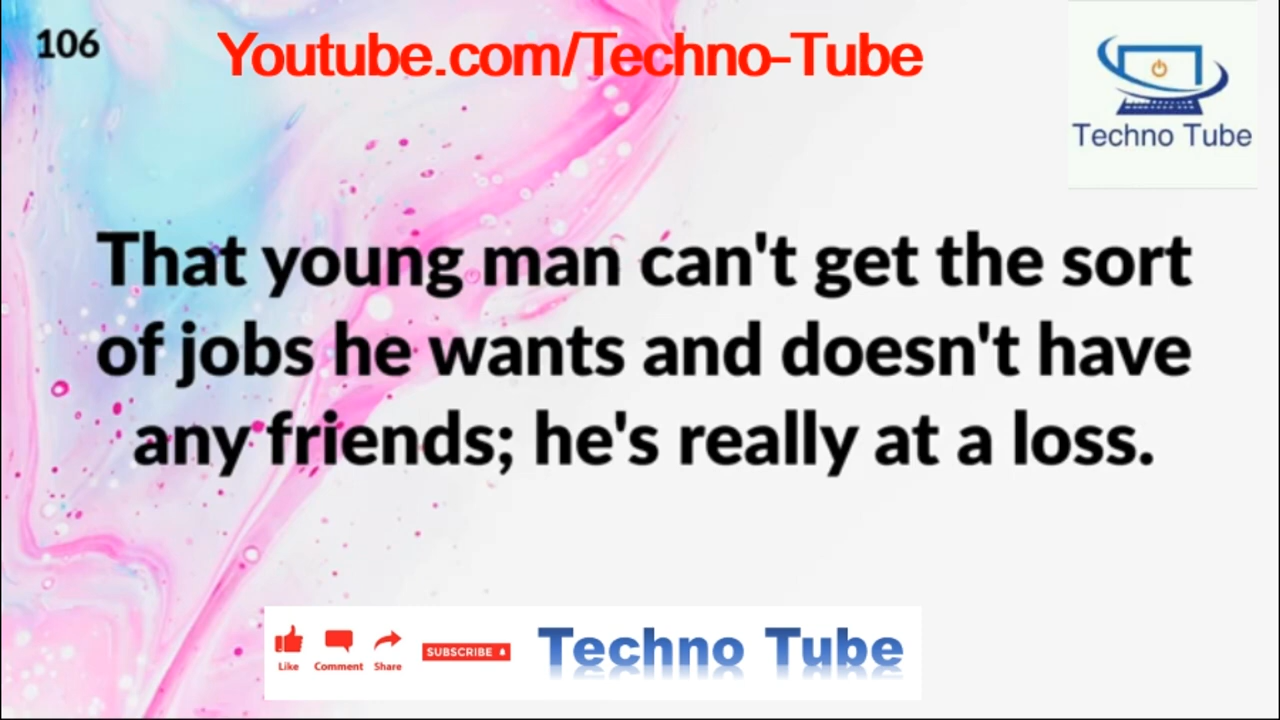 106
Youtube.com/Techno-Tube
Techno Tube
That young man can't get the sort
of jobs he wants and doesn't have
any friends; he's really at a loss.
Like Comment Share
SUBSCRIBE
Techno Tube